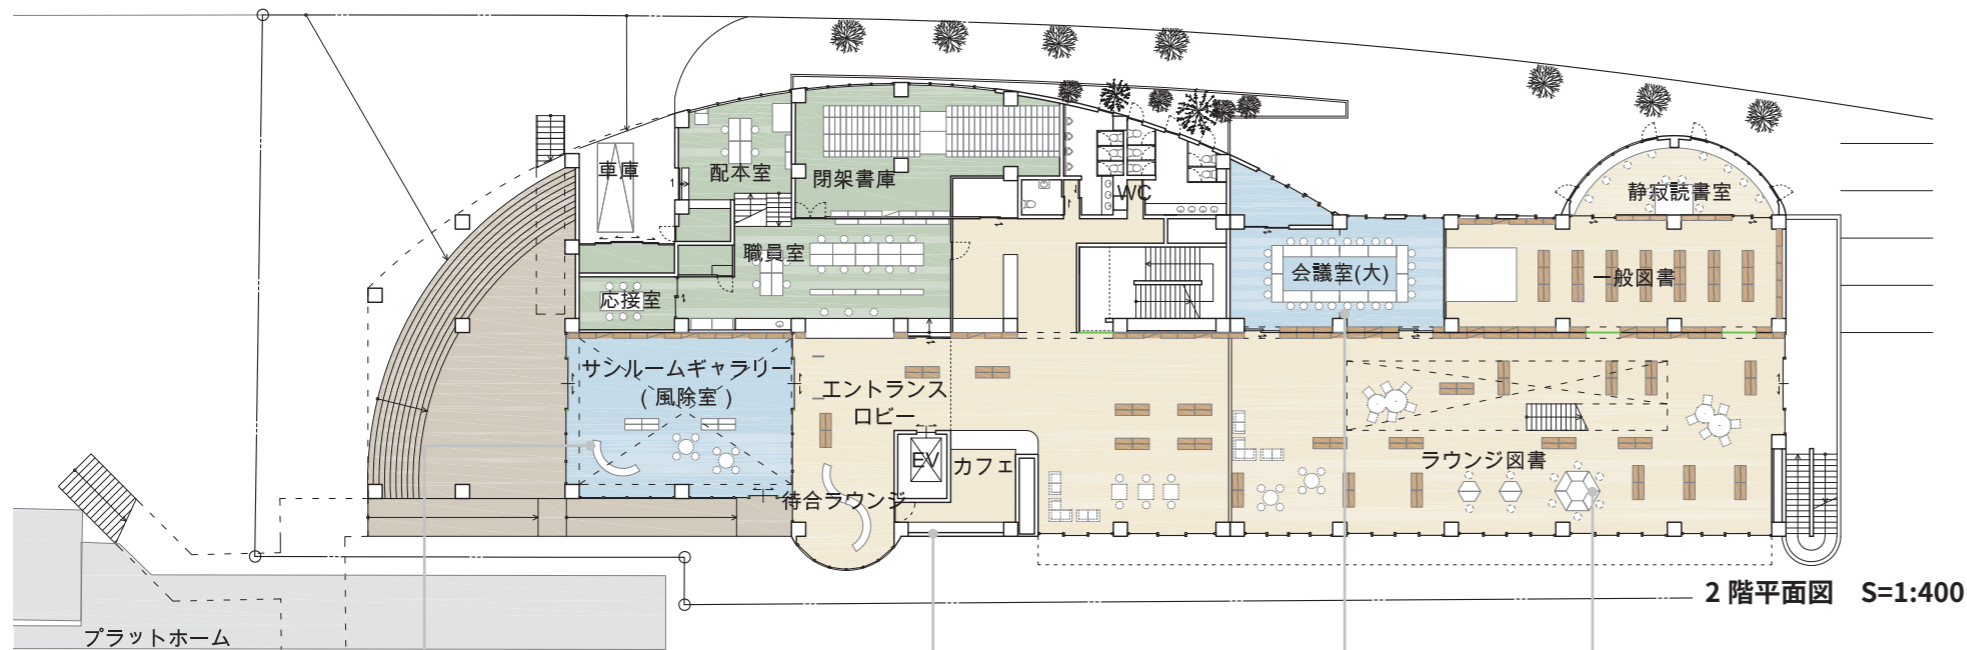 車庫
配本室
閉架書庫
WC
静寂読書室
職員室
応接室
会議室(大)
一般図書
サンルームギャラリー
(風除室)
エントランス
ロビー
EV
カフェ
ラウンジ図書
待合ラウンジ
2階平面図 S=1:400
プラットホーム